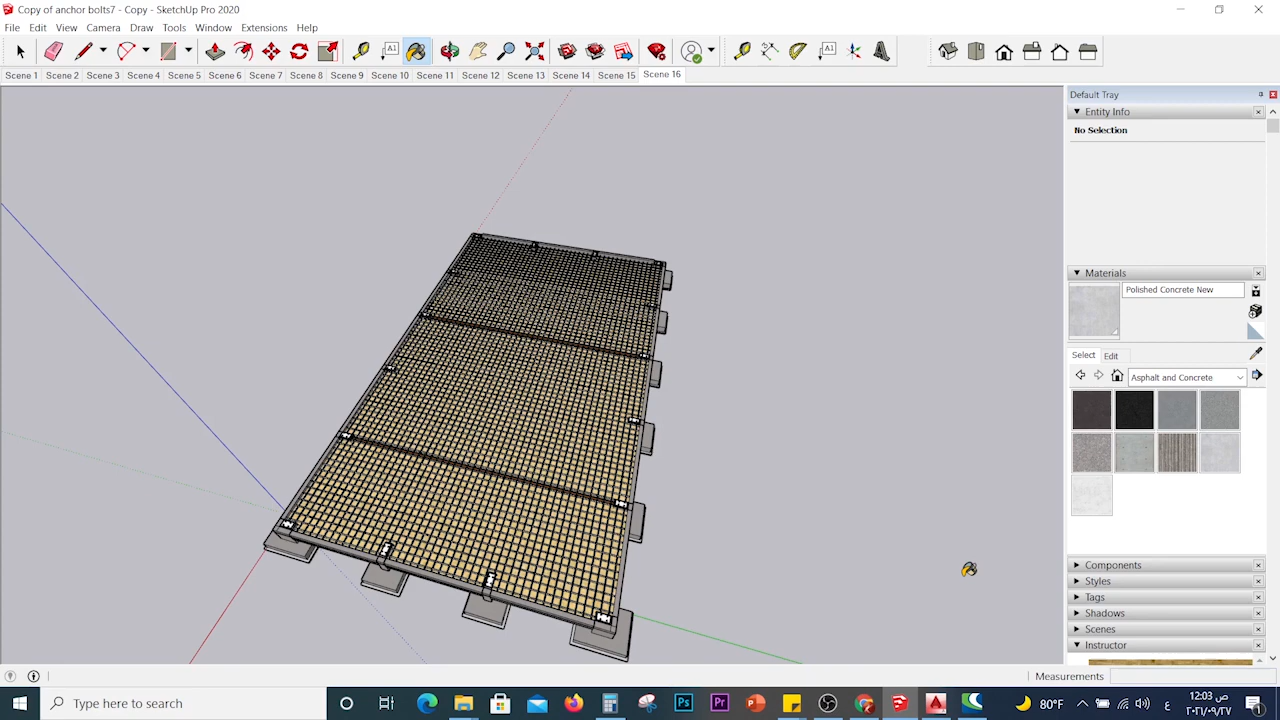 Copy of anchor bolts7 - Copy - SketchUp Pro 2020
File Edit View Camera Draw Tools Window Extensions Help
Scene 1 Scene 2 Scene 3 Scene 4 Scene 5 Scene 6 Scene 7 Scene 8 Scene 9 Scene 10 Scene 11 Scene 12 Scene 13 Scene 14 Scene 15 Scene 16
Default Tray
Entity Info
No Selection
Materials
Polished Concrete New
Select Edit
Asphalt and Concrete
Components
Styles
Tags
Shadows
Scenes
Instructor
Measurements
Type here to search
80°F
ع
12:03 ص
٢٠٢١/٠٩/٢٧